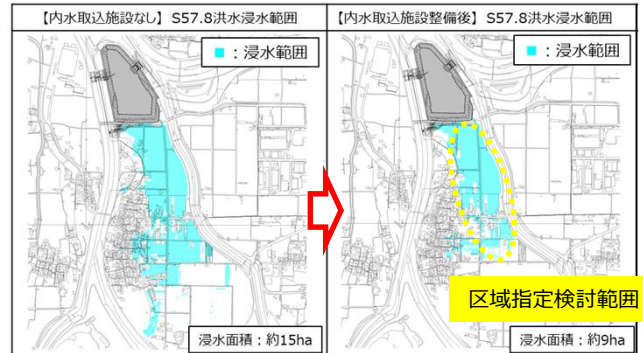 【内水取込施設なし】 S57.8洪水浸水範囲
■：浸水範囲
浸水面積：約15ha
【内水取込施設整備後】 S57.8洪水浸水範囲
■：浸水範囲
区域指定検討範囲
浸水面積：約9ha